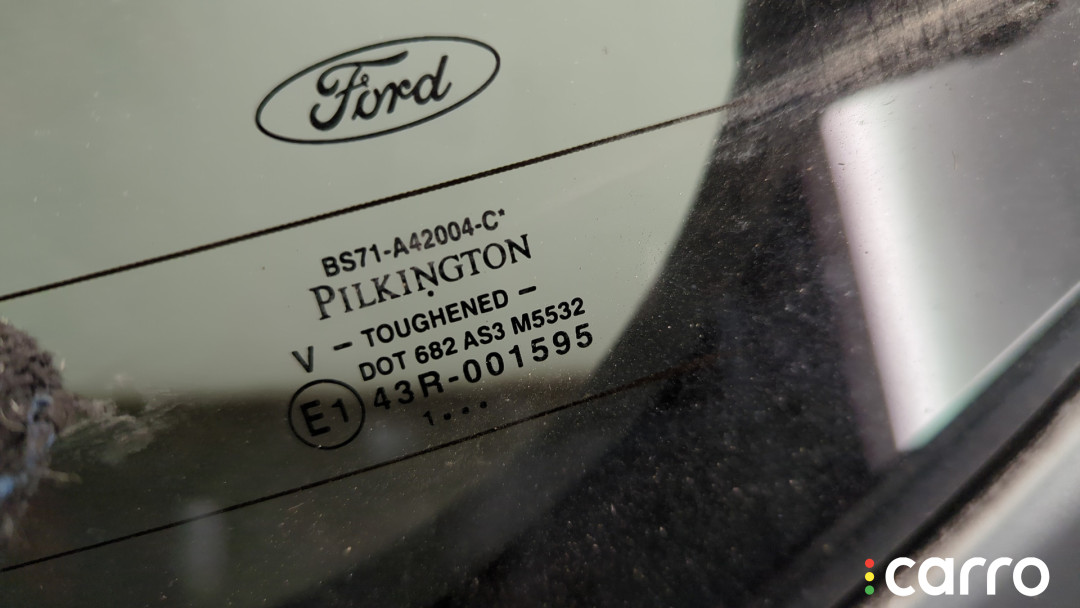 Ford
BS71-A42004-C*
PILKINGTON
V – TOUGHENED –
DOT 682 AS3 M5532
E1 43R-001595
1...
carro